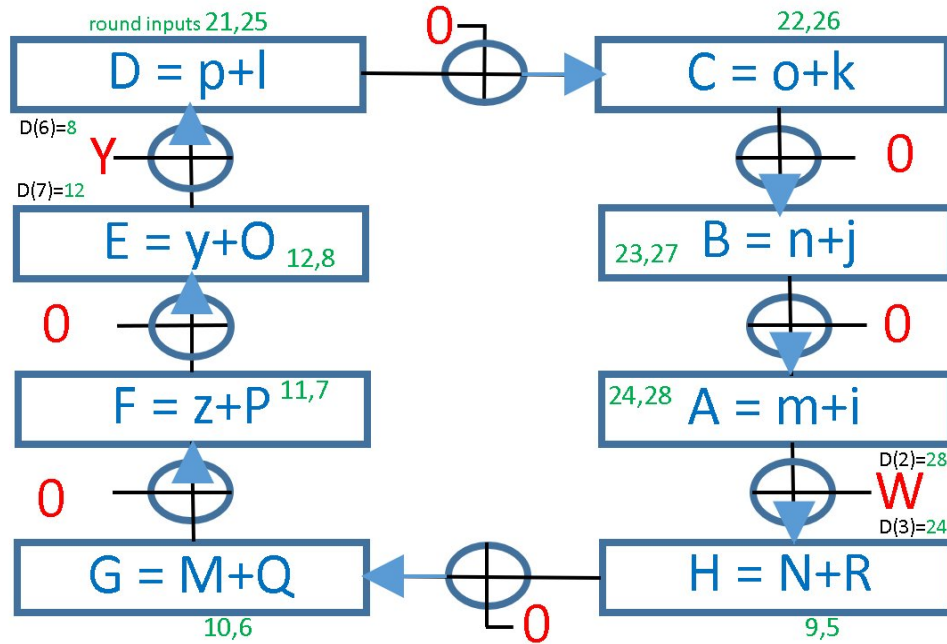 round inputs 21,25
0
22,26
D = p+l
C = o+k
D(6)=8
Y
0
D(7)=12
E = y+O 12,8
23,27 B = n+j
0
0
F = z+P 11,7
24,28 A = m+i
D(2)=28
0
W
D(3)=24
G = M+Q
H = N+R
10,6
0
9,5